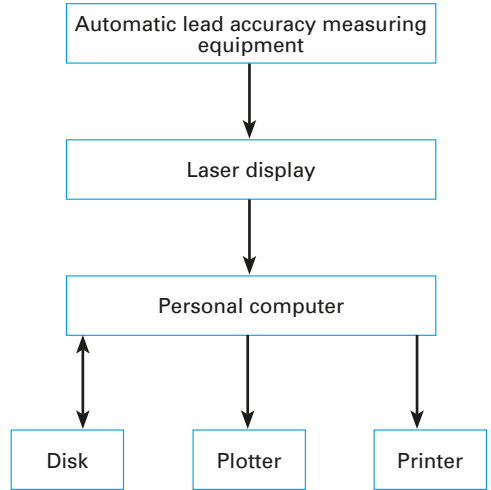 Automatic lead accuracy measuring
equipment
Laser display
Personal computer
Disk
Plotter
Printer